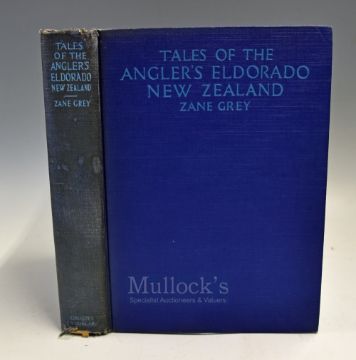 TALES
OF THE
ANGLER'S
ELDORADO
NEW ZEALAND
ZANE GREY
TALES OF THE
ANGLER'S ELDORADO
NEW ZEALAND
ZANE GREY
Mullock's
Specialist Auctioneers & Valuers